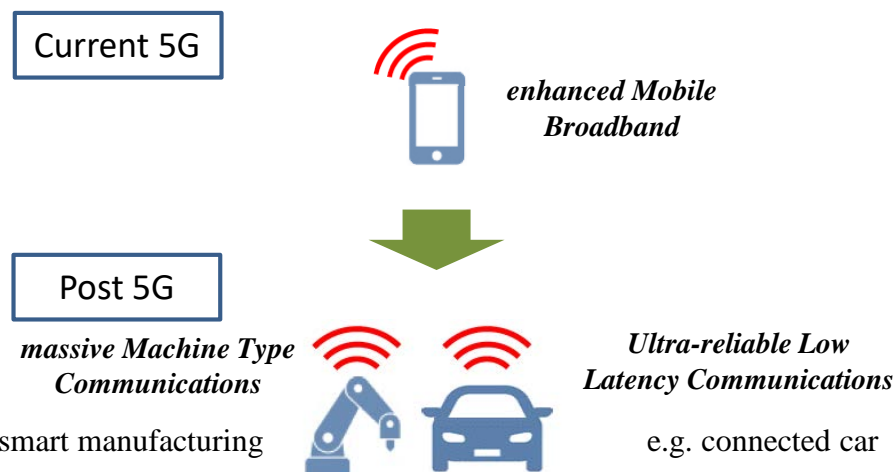 Current 5G
enhanced Mobile
Broadband
Post 5G
massive Machine Type
Communications
Ultra-reliable Low
Latency Communications
smart manufacturing
e.g. connected car